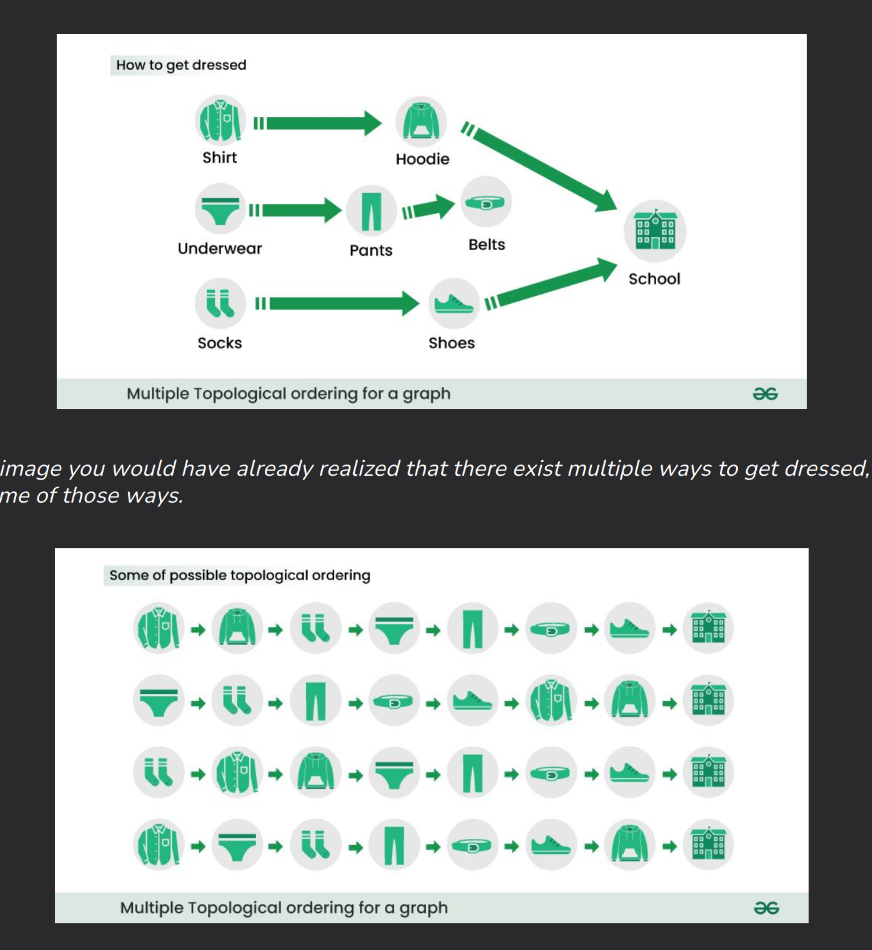 How to get dressed
Shirt
Hoodie
Underwear
Pants
Belts
School
Socks
Shoes
Multiple Topological ordering for a graph
image you would have already realized that there exist multiple ways to get dressed,
me of those ways.
Some of possible topological ordering
Multiple Topological ordering for a graph